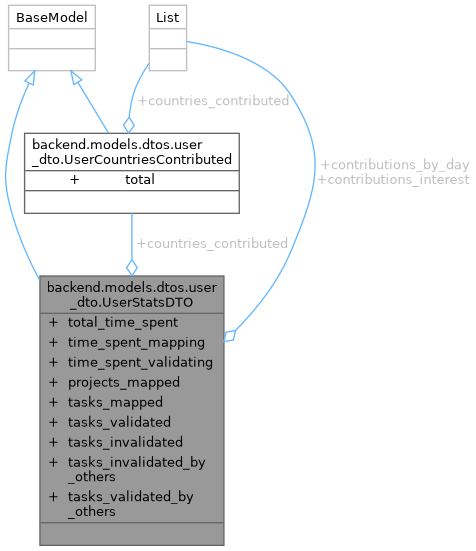 BaseModel
List
+countries_contributed
backend.models.dtos.user
_dto.UserCountriesContributed
+ total
+contributions_by_day
+contributions_interest
+countries_contributed
backend.models.dtos.user
_dto.UserStatsDTO
+ total_time_spent
+ time_spent_mapping
+ time_spent_validating
+ projects_mapped
+ tasks_mapped
+ tasks_validated
+ tasks_invalidated
+ tasks_invalidated_by
_others
+ tasks_validated_by
_others